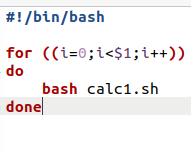 #!/bin/bash
for ((i=0;i<$1;i++))
do
    bash calc1.sh
done